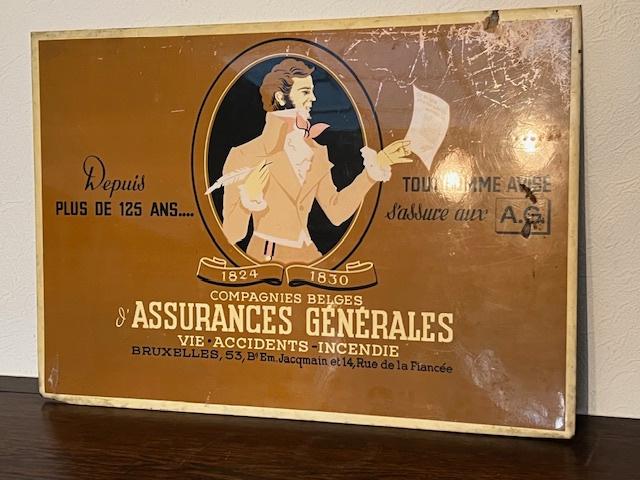 Depuis
PLUS DE 125 ANS....
TOUT HOMME AVISÉ
s'assure aux A.G.
1824 1830
COMPAGNIES BELGES
d'ASSURANCES GÉNÉRALES
VIE · ACCIDENTS - INCENDIE
BRUXELLES, 53, Bd Em. Jacqmain et 14, Rue de la Fiancée